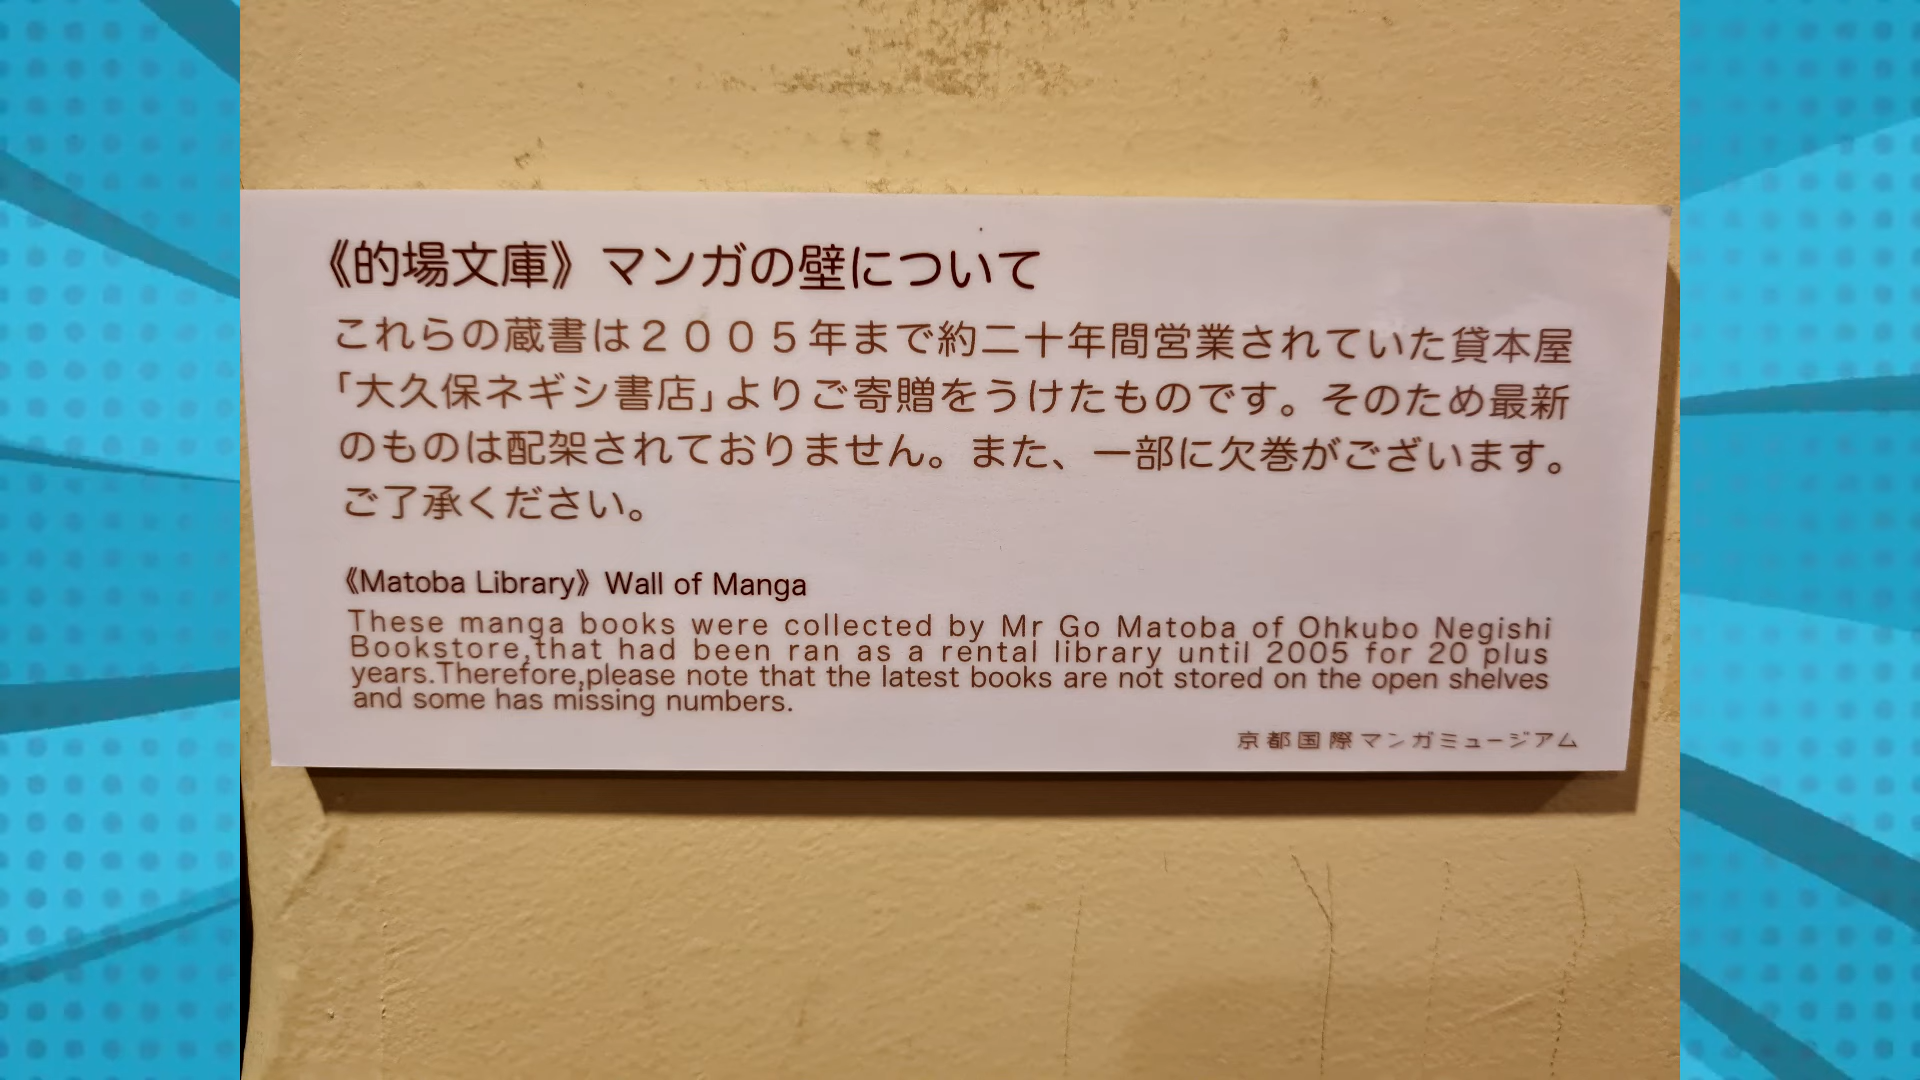 《的場文庫》マンガの壁について
これらの蔵書は２００５年まで約二十年間営業されていた貸本屋
「大久保ネギシ書店」よりご寄贈をうけたものです。そのため最新
のものは配架されておりません。また、一部に欠巻がございます。
ご了承ください。
《Matoba Library》Wall of Manga
These manga books were collected by Mr Go Matoba of Ohkubo Negishi
Bookstore,that had been ran as a rental library until 2005 for 20 plus
years.Therefore,please note that the latest books are not stored on the open shelves
and some has missing numbers.
京都国際マンガミュージアム